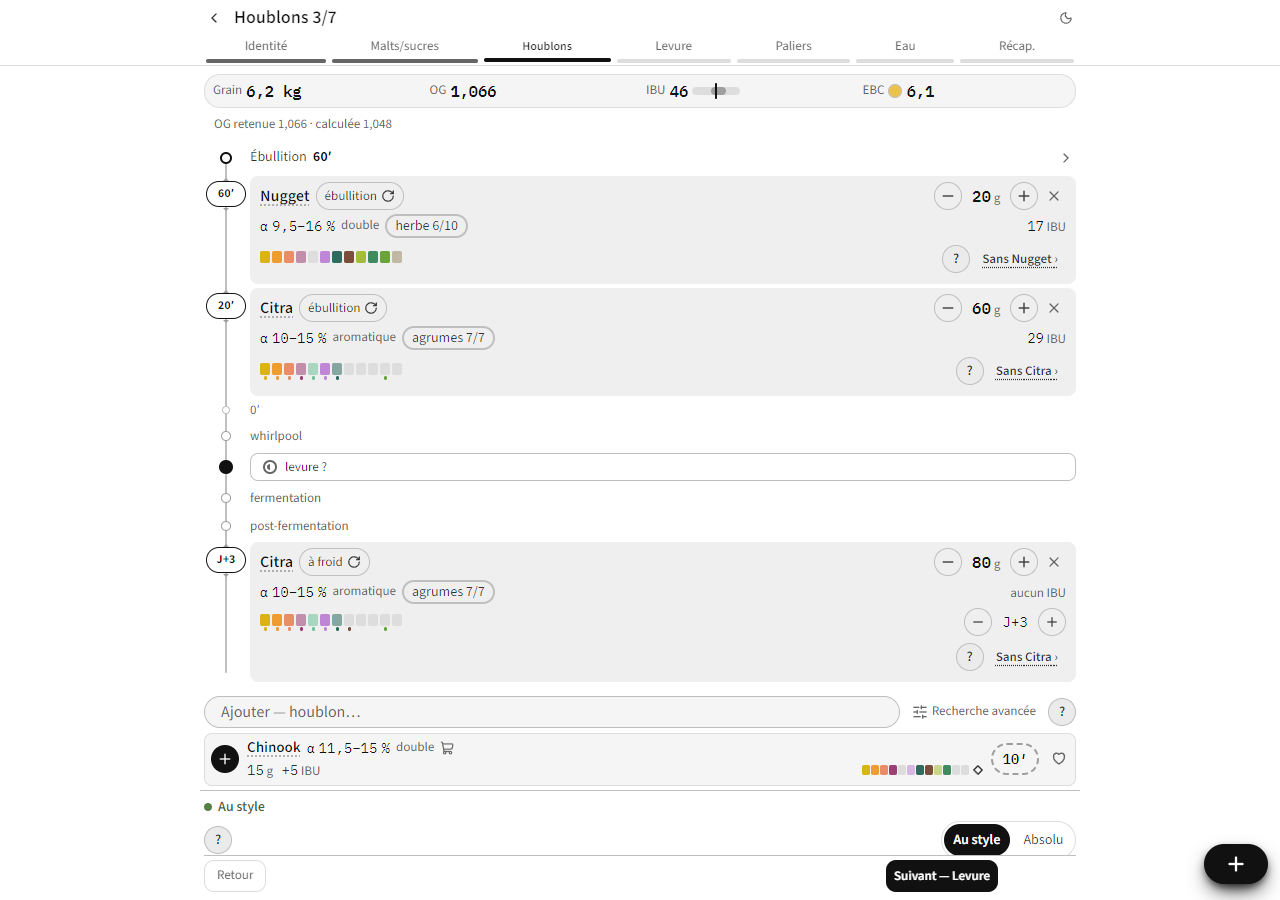 Houblons 3/7
Identité Malts/sucres Houblons Levure Paliers Eau Récap.
Grain 6,2 kg OG 1,066 IBU 46 EBC 6,1
OG retenue 1,066 · calculée 1,048
Ébullition 60′
60′ Nugget ébullition 20 g
α 9,5–16 % double herbe 6/10 17 IBU
? Sans Nugget ›
20′ Citra ébullition 60 g
α 10–15 % aromatique agrumes 7/7 29 IBU
? Sans Citra ›
0′
whirlpool
levure ?
fermentation
post-fermentation
J+3 Citra à froid 80 g
α 10–15 % aromatique agrumes 7/7 aucun IBU
J+3
? Sans Citra ›
Ajouter — houblon… Recherche avancée ?
Chinook α 11,5–15 % double
15 g +5 IBU 10′
Au style
? Au style Absolu
Retour Suivant — Levure